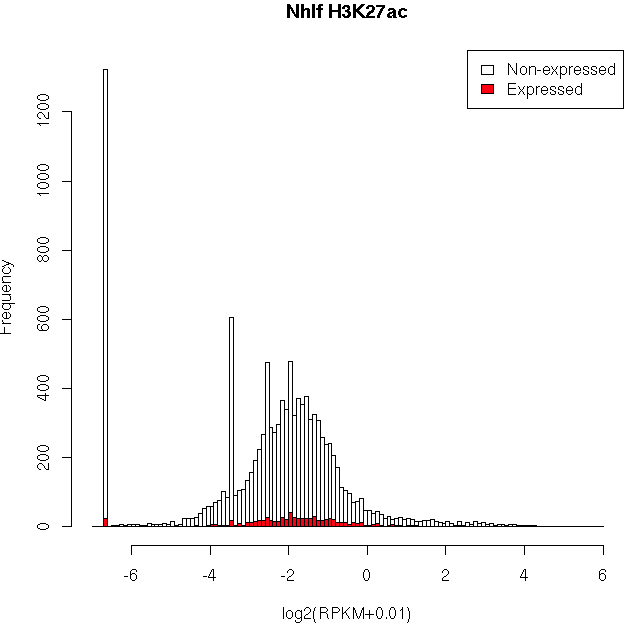 Nhlf H3K27ac
Non-expressed
Expressed
Frequency
1200
1000
800
600
400
200
0
-6 -4 -2 0 2 4 6
log2(RPKM+0.01)